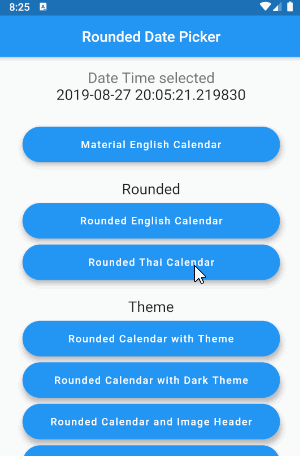 8:25
Rounded Date Picker
Date Time selected
2019-08-27 20:05:21.219830
Material English Calendar
Rounded
Rounded English Calendar
Rounded Thai Calendar
Theme
Rounded Calendar with Theme
Rounded Calendar with Dark Theme
Rounded Calendar and Image Header